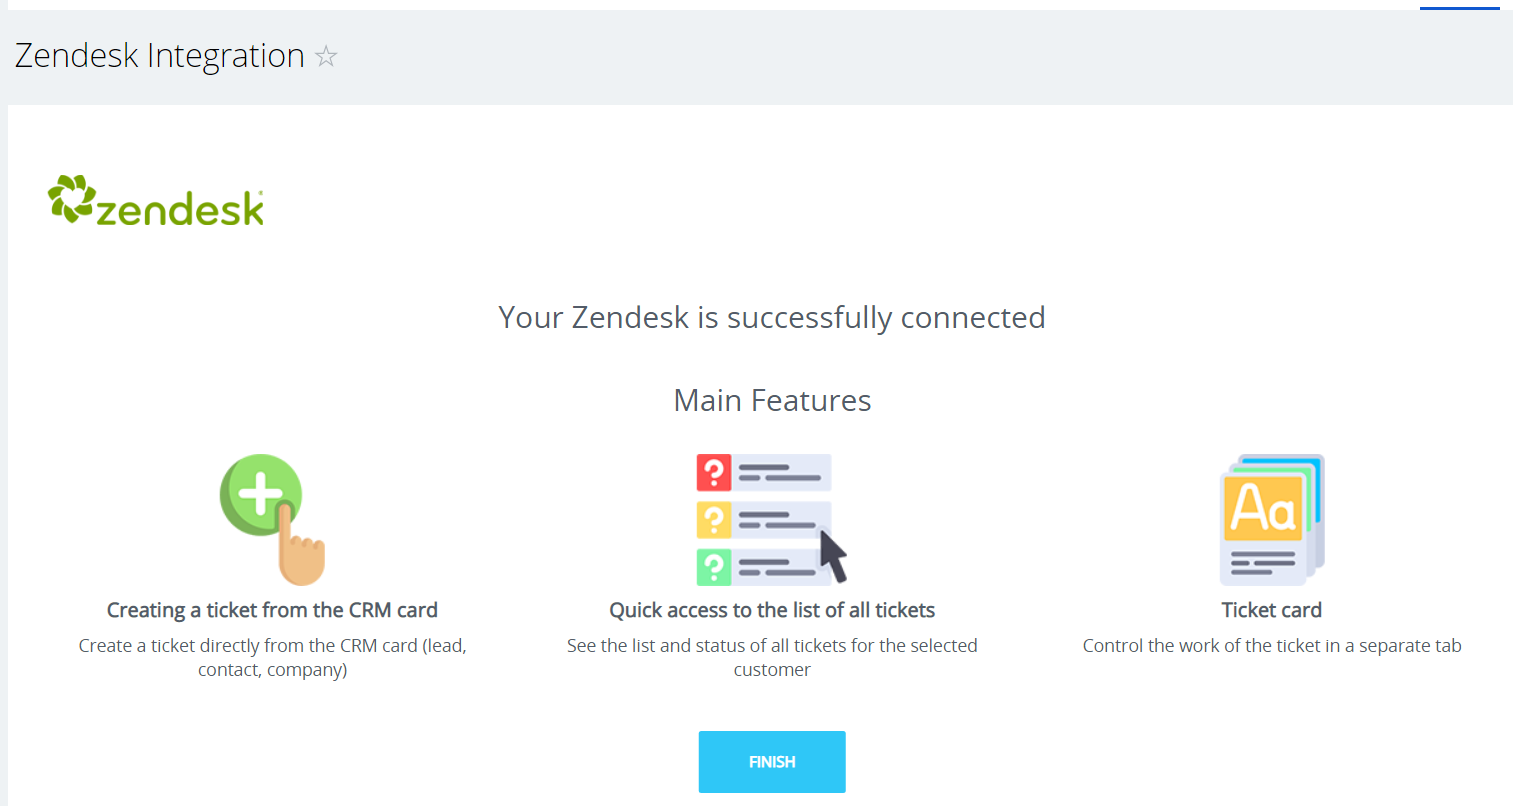 Zendesk Integration
zendesk
Your Zendesk is successfully connected
Main Features
Creating a ticket from the CRM card
Create a ticket directly from the CRM card (lead,
contact, company)
Quick access to the list of all tickets
See the list and status of all tickets for the selected
customer
Aa
Ticket card
Control the work of the ticket in a separate tab
FINISH